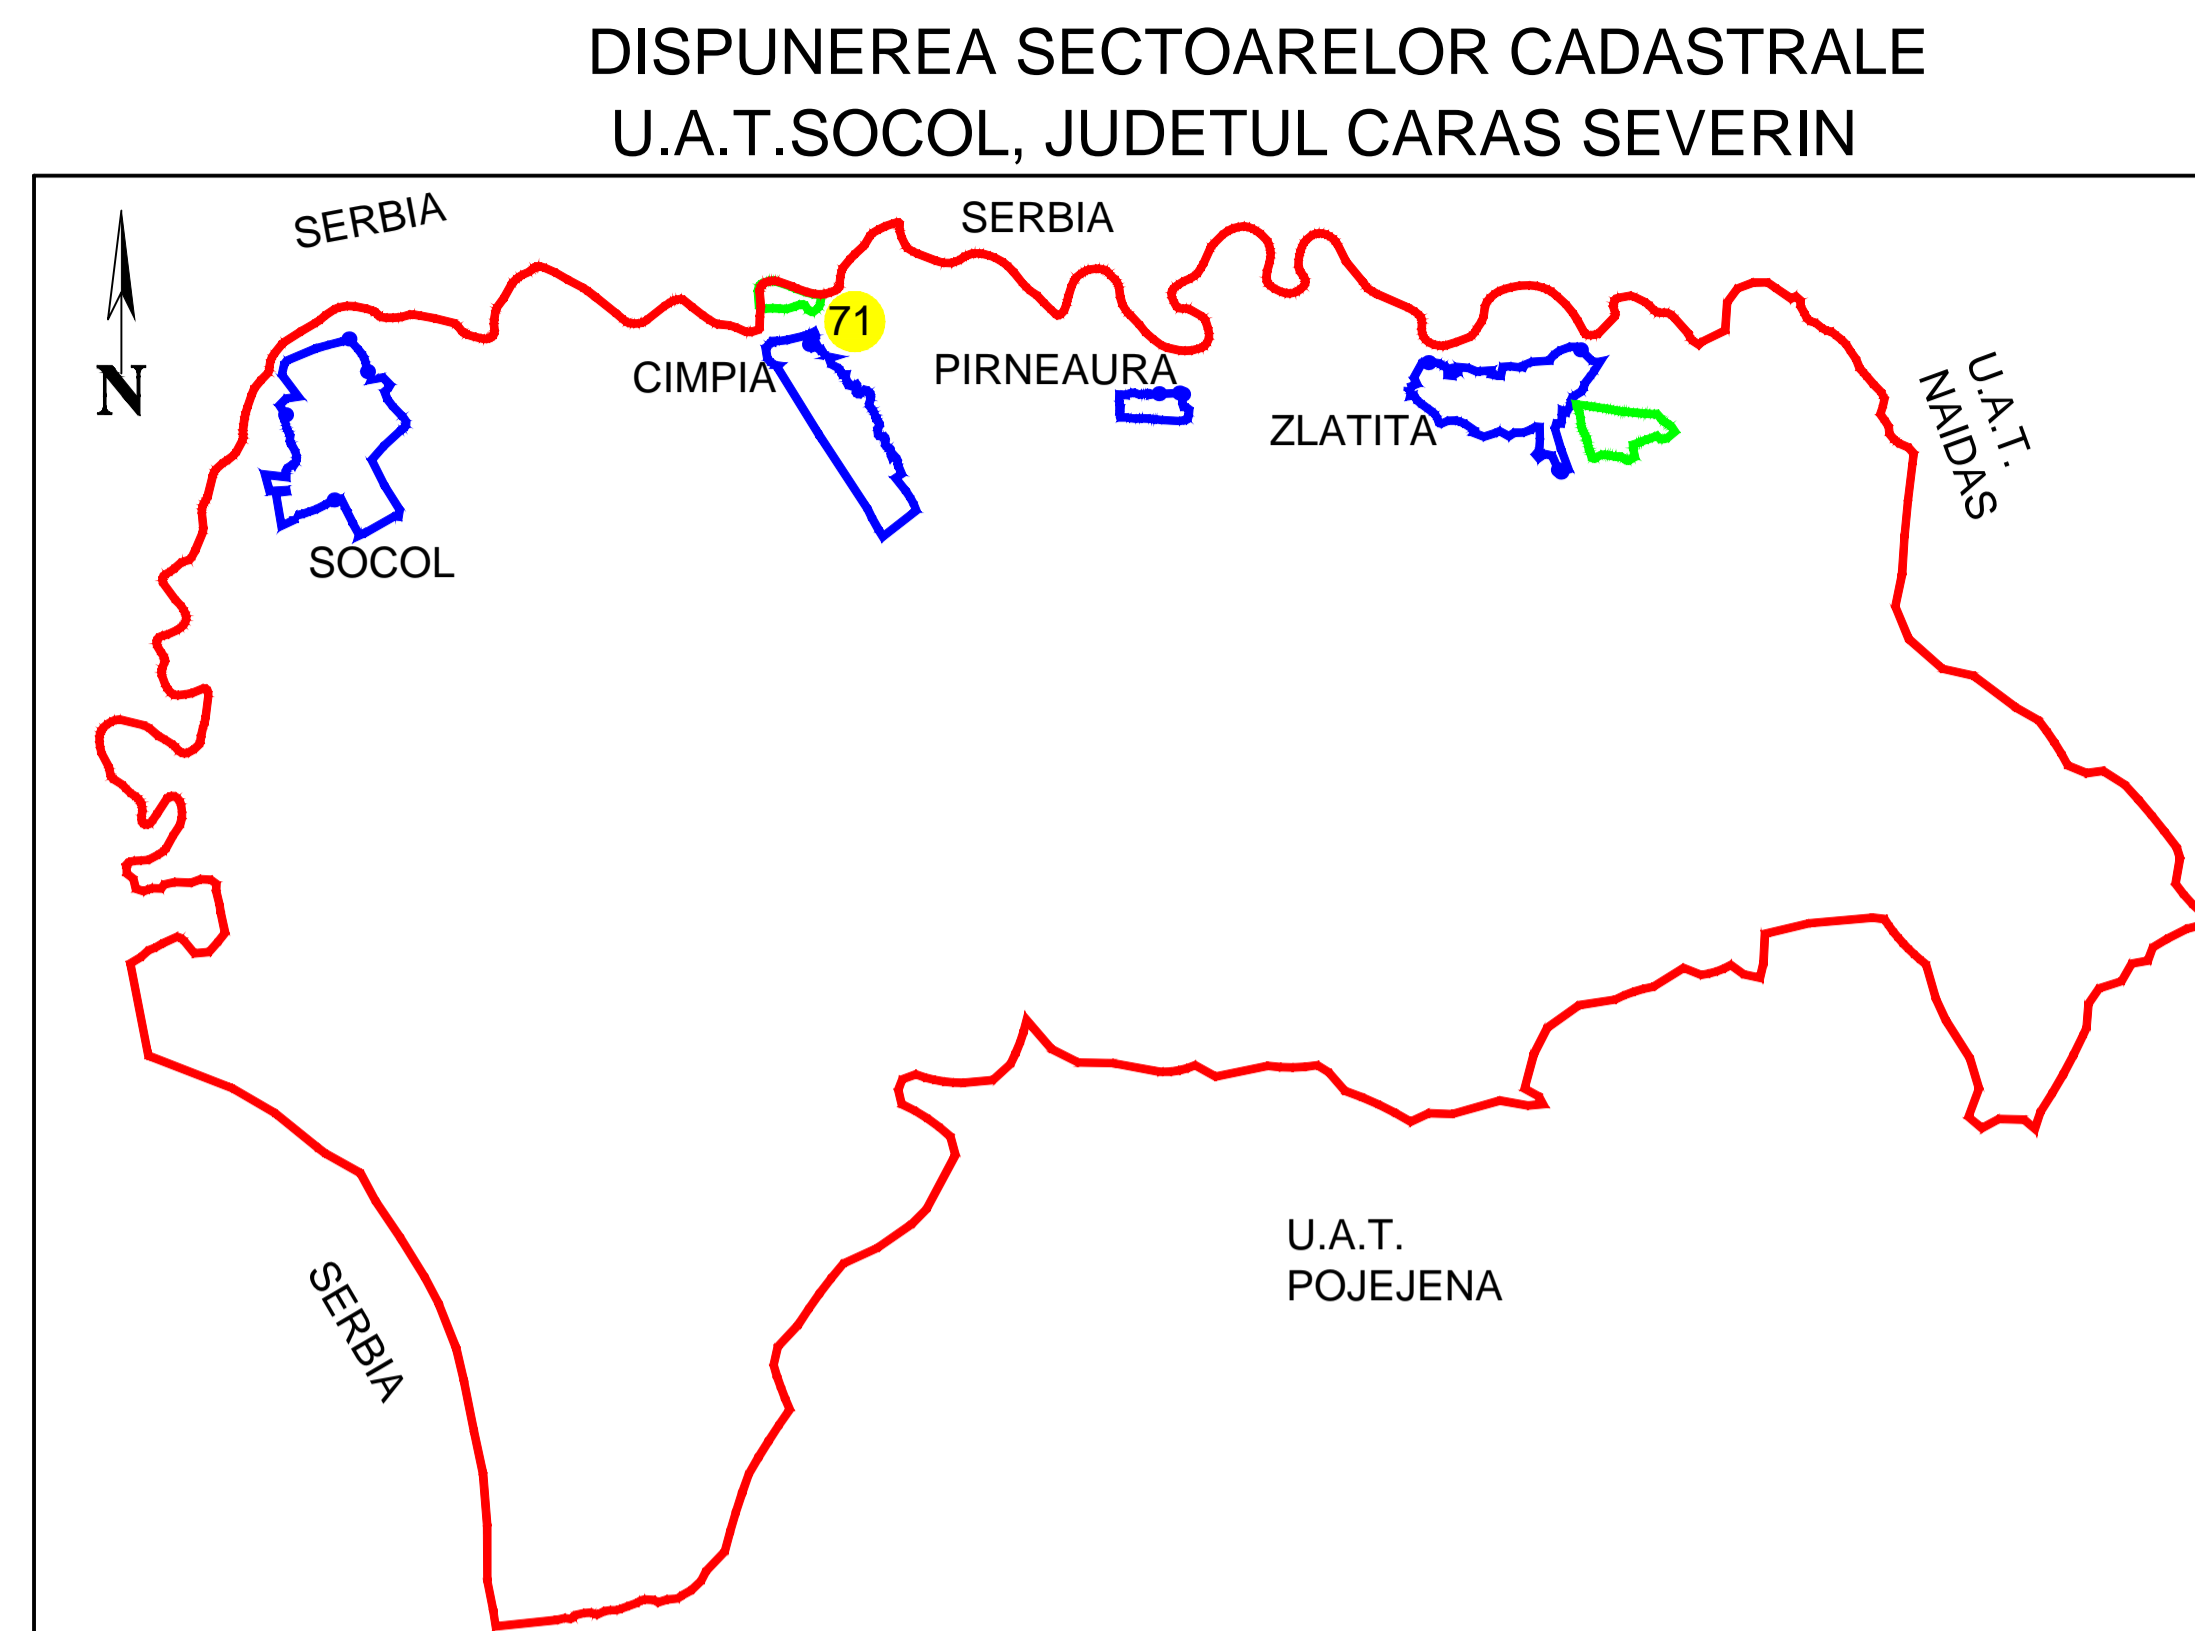 DISPUNEREA SECTOARELOR CADASTRALE
U.A.T.SOCOL, JUDETUL CARAS SEVERIN
SERBIA
SERBIA
N
71
CIMPIA
PIRNEAURA
ZLATITA
U.A.T.
NAIDAS
SOCOL
U.A.T.
POJEJENA
SERBIA